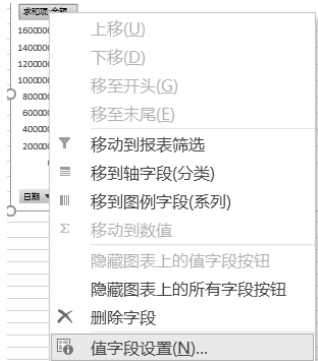 求和项:金额
上移(U)
下移(D)
移至开头(G)
移至末尾(E)
移动到报表筛选
移到轴字段(分类)
移到图例字段(系列)
移动到数值
隐藏图表上的值字段按钮
隐藏图表上的所有字段按钮
删除字段
值字段设置(N)...
1600000
1400000
1200000
1000000
800000
600000
400000
200000
日期